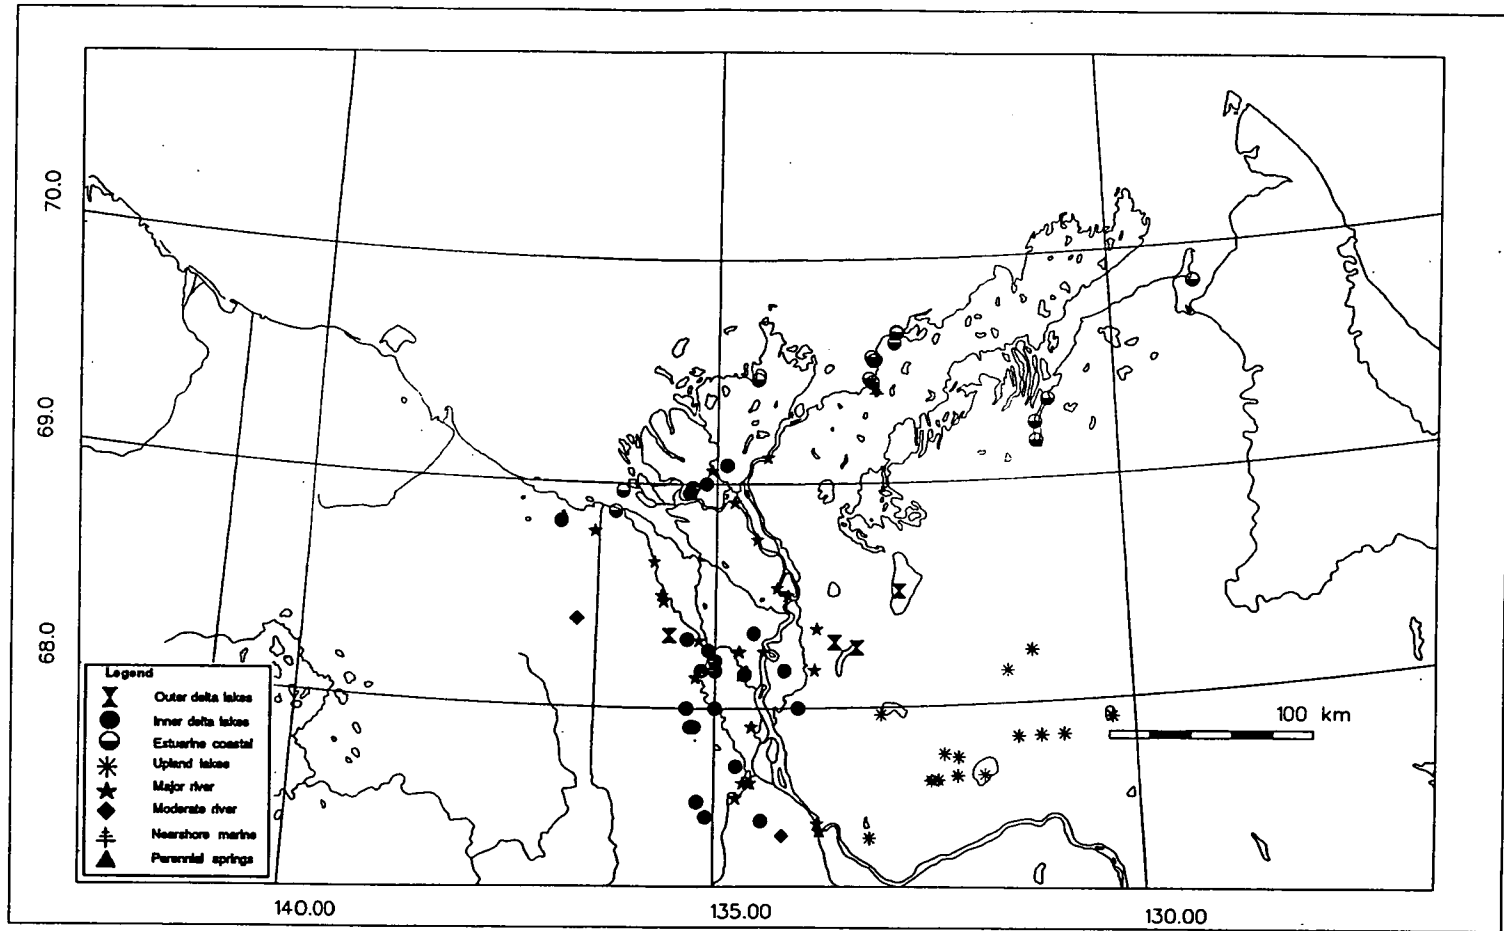 70.0
69.0
68.0
Legend
Outer delta lakes
Inner delta lakes
Estuarine coastal
Upland lakes
Major river
Moderate river
Nearshore marine
Perennial springs
100 km
140.00
135.00
130.00